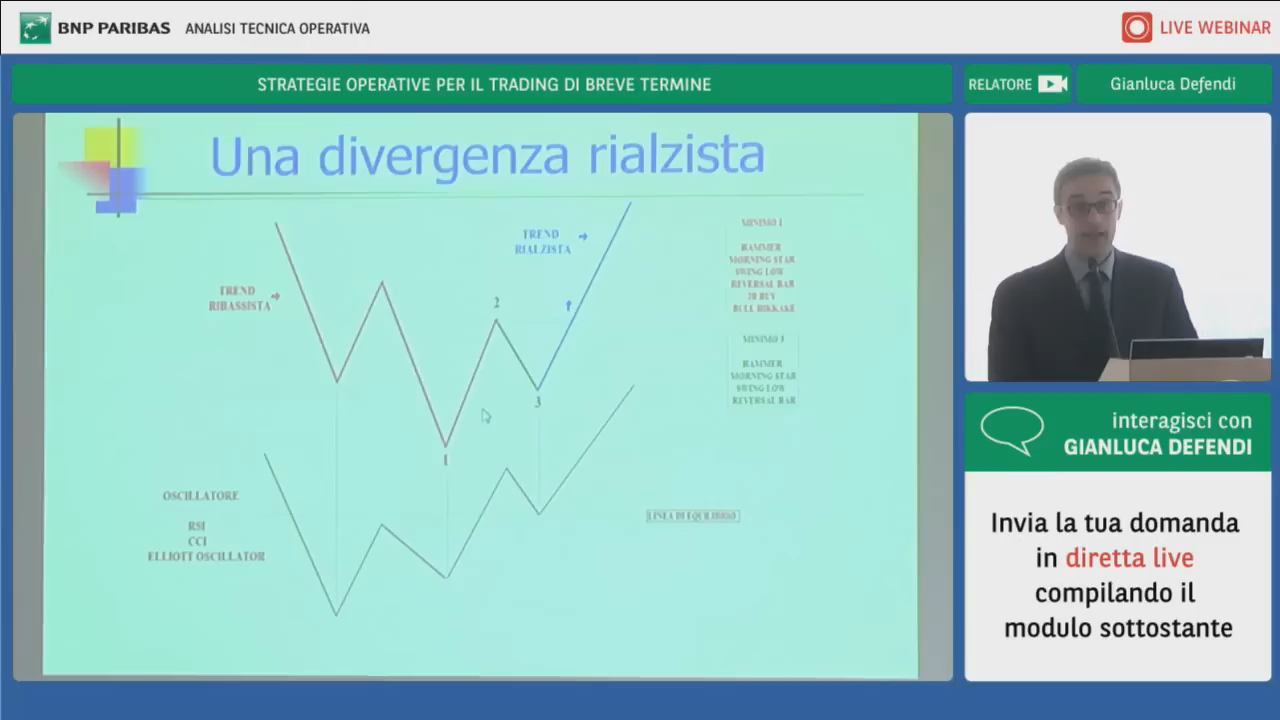 BNP PARIBAS
ANALISI TECNICA OPERATIVA
LIVE WEBINAR
STRATEGIE OPERATIVE PER IL TRADING DI BREVE TERMINE
RELATORE
Gianluca Defendi
Una divergenza rialzista
TREND
RIALZISTA
TREND
RIBASSISTA
2
3
1
MINIMO 1
HAMMER
MORNING STAR
SWING LOW
REVERSAL BAR
2B BUY
BULL HIKKAKE
MINIMO 3
HAMMER
MORNING STAR
SWING LOW
REVERSAL BAR
OSCILLATORE
RSI
CCI
ELLIOTT OSCILLATOR
LINEA DI EQUILIBRIO
interagisci con
GIANLUCA DEFENDI
Invia la tua domanda
in diretta live
compilando il
modulo sottostante